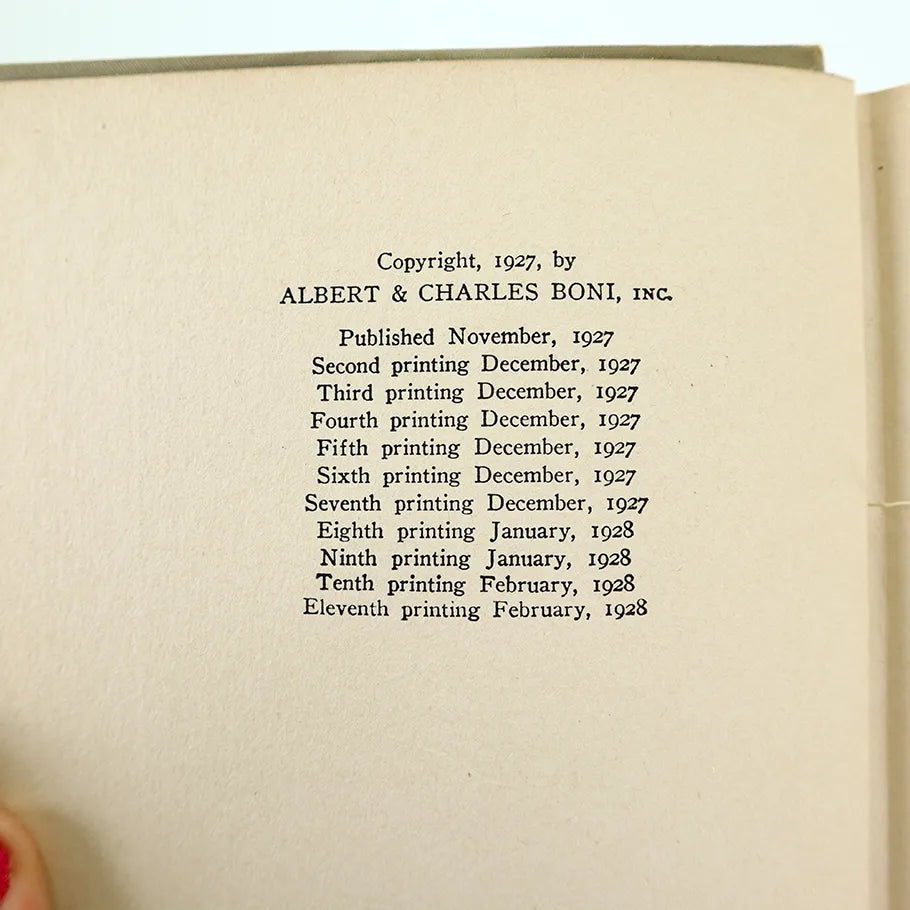 Copyright, 1927, by
ALBERT & CHARLES BONI, INC.
Published November, 1927
Second printing December, 1927
Third printing December, 1927
Fourth printing December, 1927
Fifth printing December, 1927
Sixth printing December, 1927
Seventh printing December, 1927
Eighth printing January, 1928
Ninth printing January, 1928
Tenth printing February, 1928
Eleventh printing February, 1928